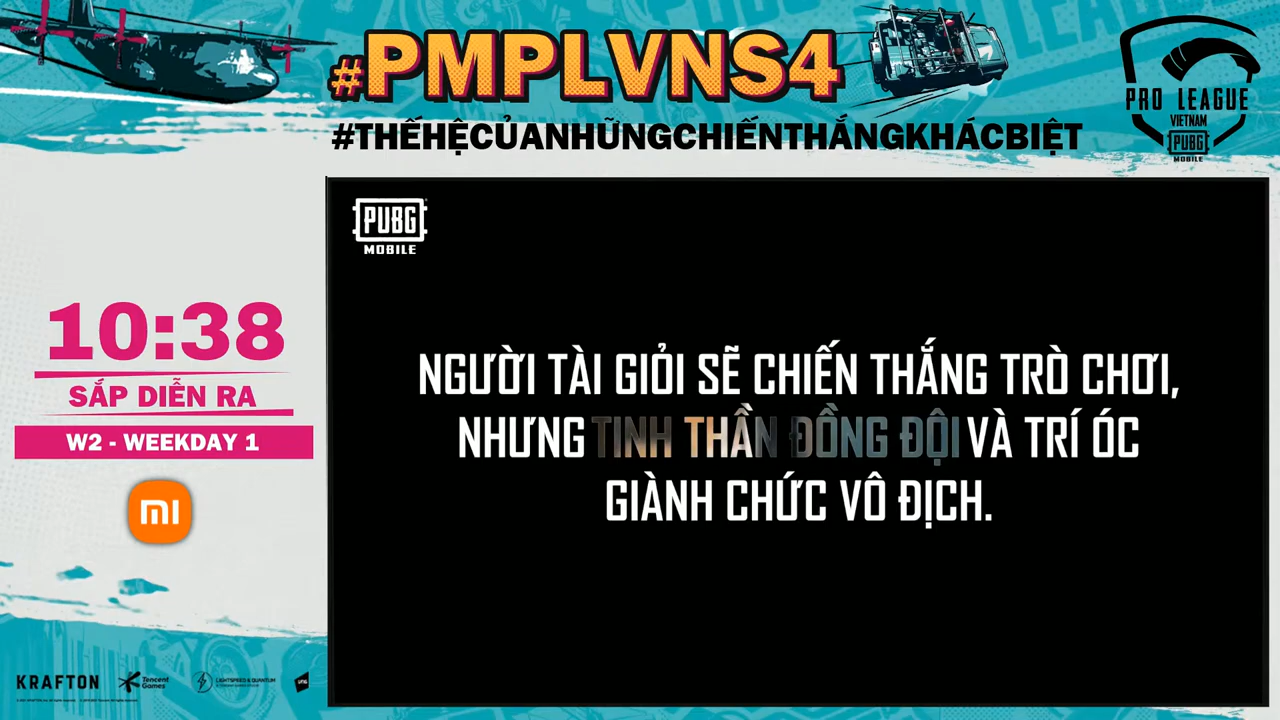 #PMPLVNS4
#THẾHỆCỦANHỮNGCHIẾNTHẮNGKHÁCBIỆT
PRO LEAGUE
VIETNAM
PUBG
MOBILE
PUBG
MOBILE
10:38
SẮP DIỄN RA
W2 - WEEKDAY 1
MI
NGƯỜI TÀI GIỎI SẼ CHIẾN THẮNG TRÒ CHƠI,
NHƯNG TINH THẦN ĐỒNG ĐỘI VÀ TRÍ ÓC
GIÀNH CHỨC VÔ ĐỊCH.
KRAFTON
Tencent
Games
LIGHTSPEED & QUANTUM